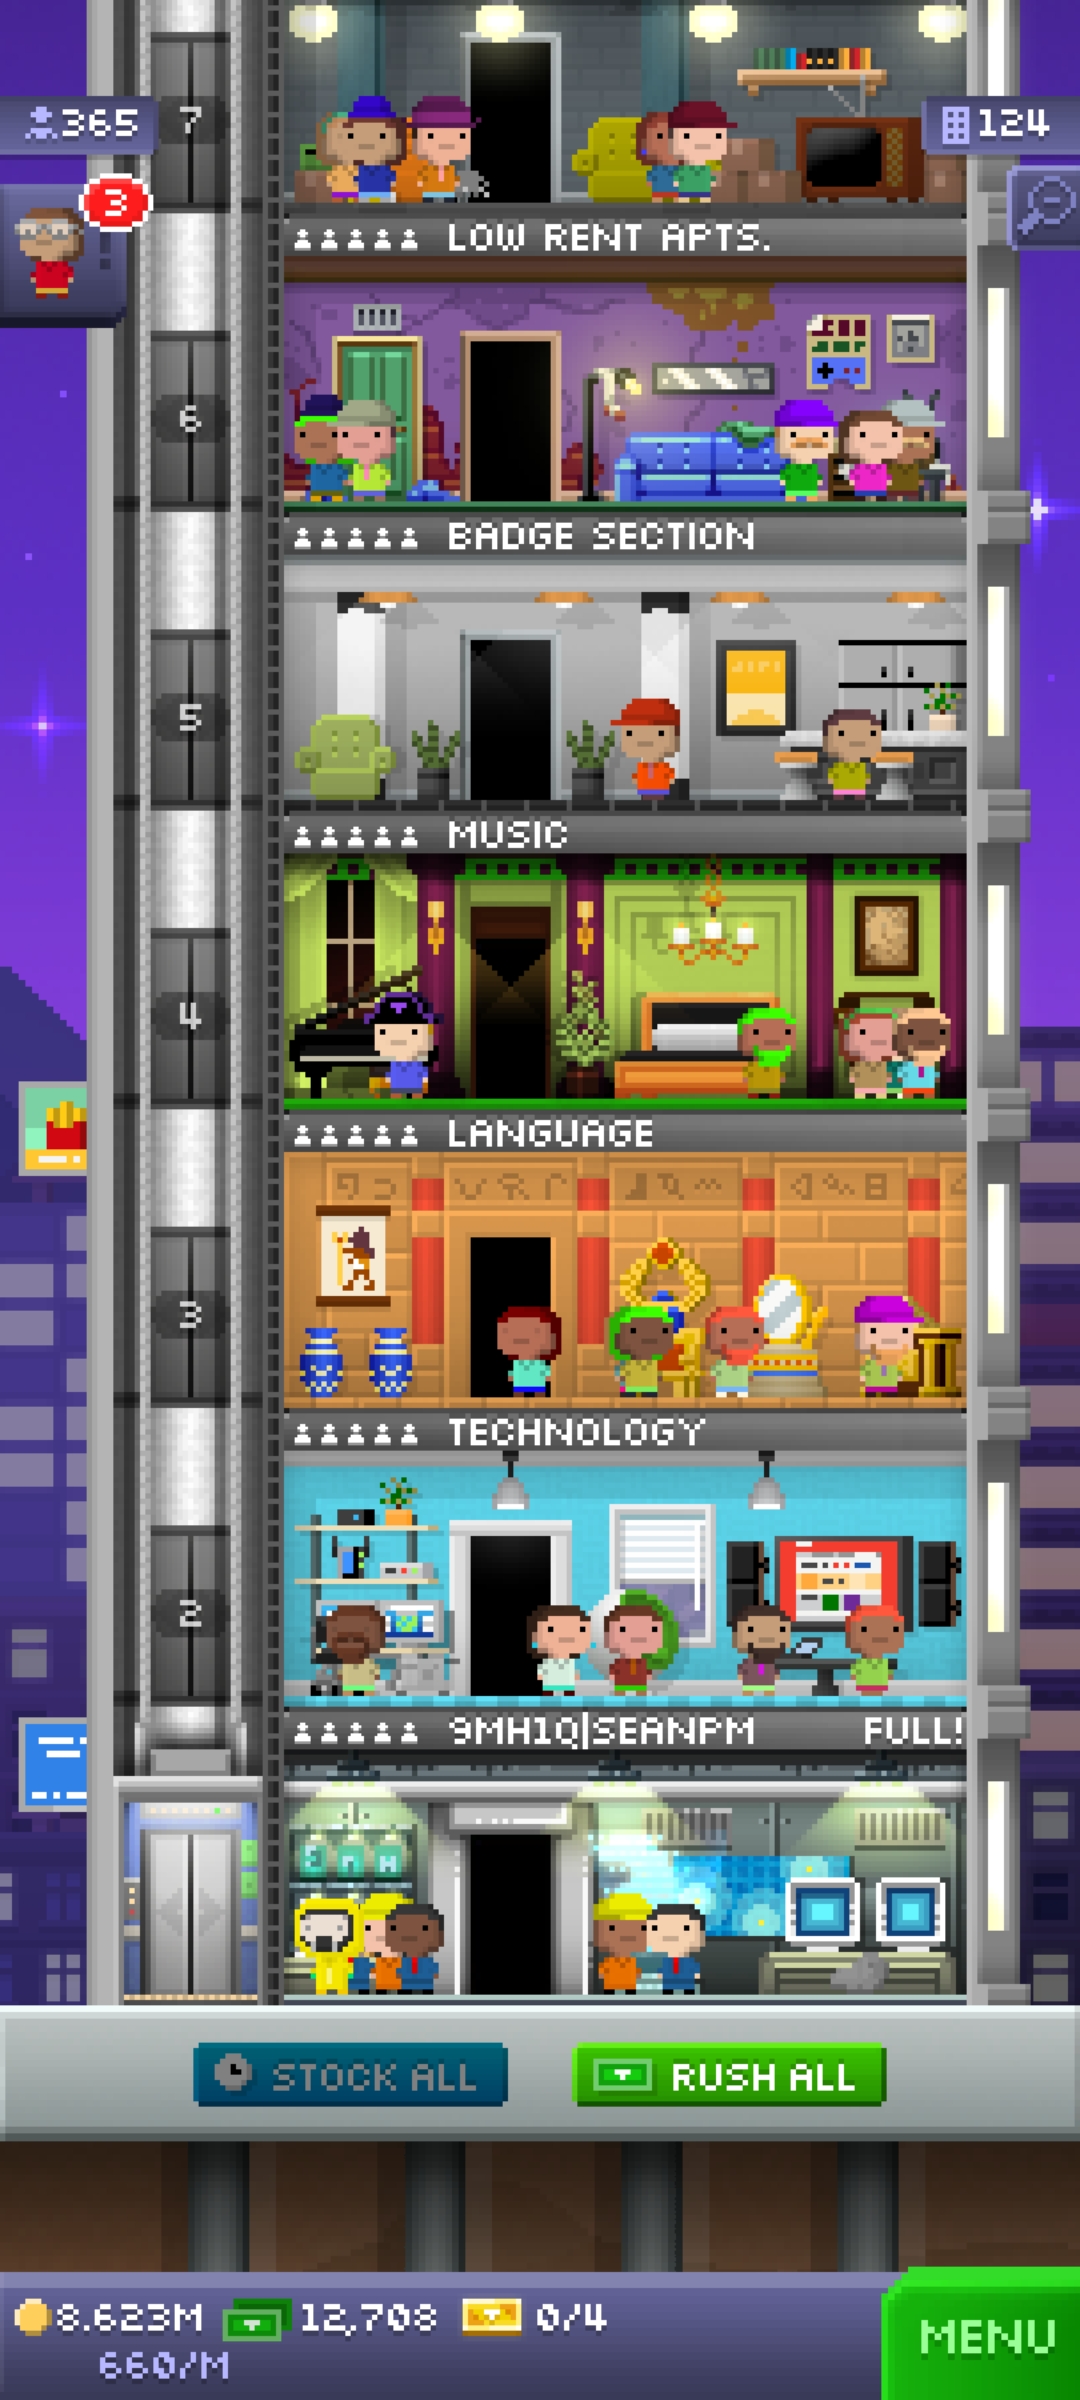 7
365
124
3
LOW RENT APTS.
6
BADGE SECTION
5
MUSIC
4
LANGUAGE
3
TECHNOLOGY
2
9MH1Q|SEANPM FULL!
STOCK ALL
RUSH ALL
8.623M 12,708 0/4
660/M
MENU